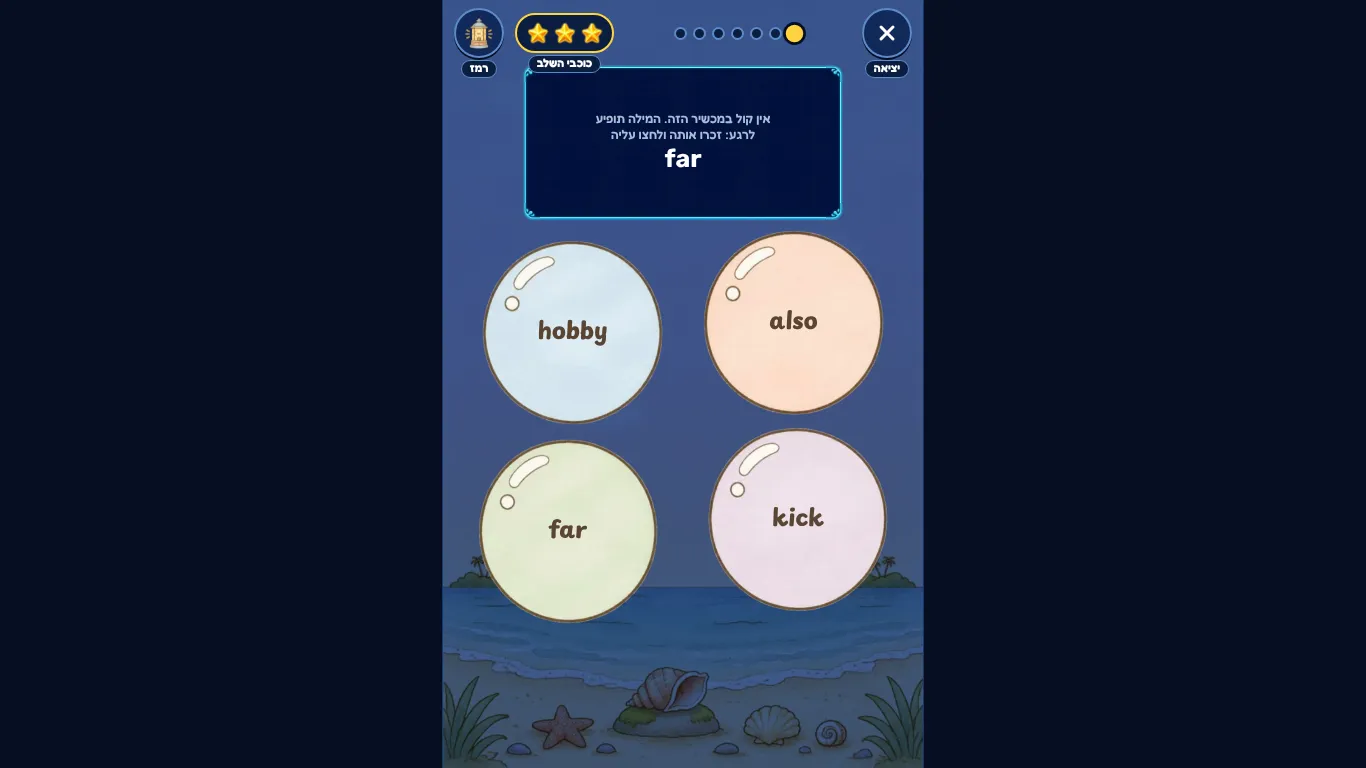 רמז
כוכבי השלב
יציאה
אין קול במכשיר הזה. המילה תופיע
לרגע: זכרו אותה ולחצו עליה
far
hobby
also
far
kick